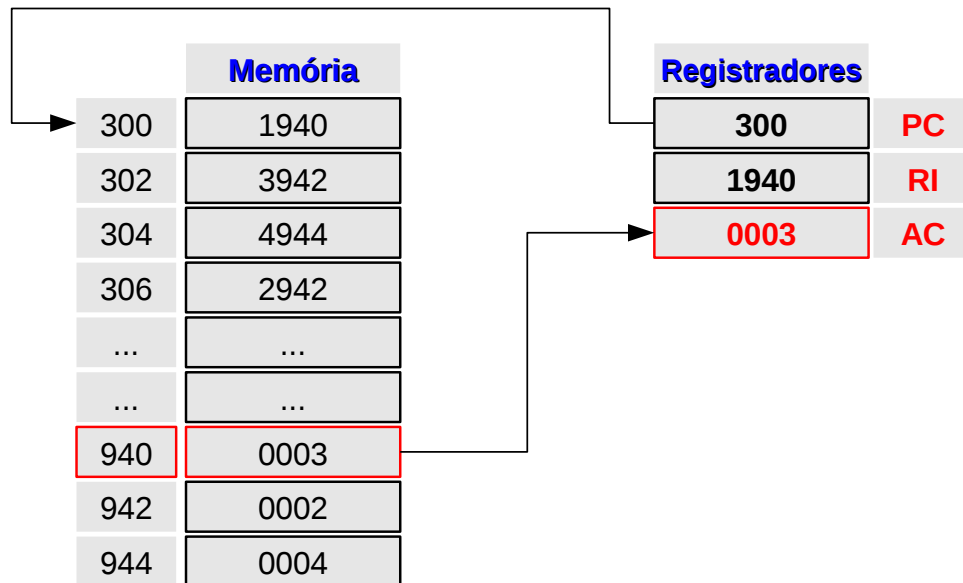 Memória Registradores
300 1940 300 PC
302 3942 1940 RI
304 4944 0003 AC
306 2942
... ...
... ...
940 0003
942 0002
944 0004